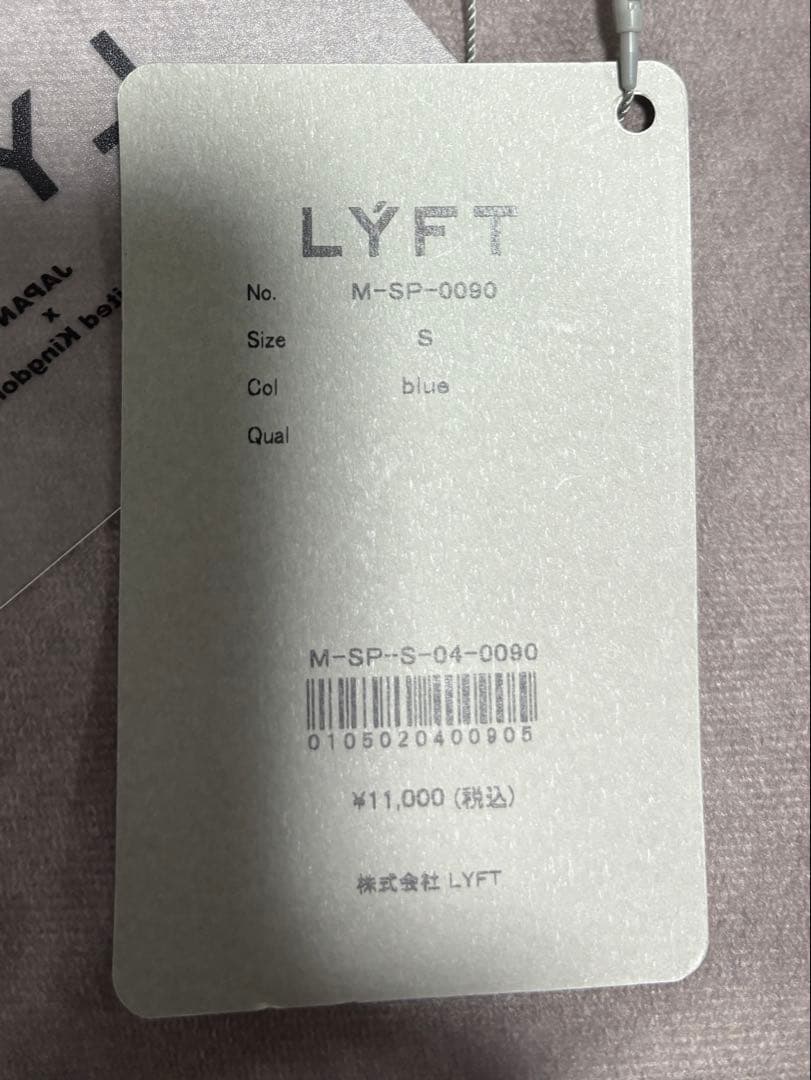 LÝFT
No. M-SP-0090
Size S
Col blue
Qual
M-SP--S-04-0090
0105020400905
¥11,000 (税込)
株式会社 LYFT
JAPAN
x
ited Kingdo